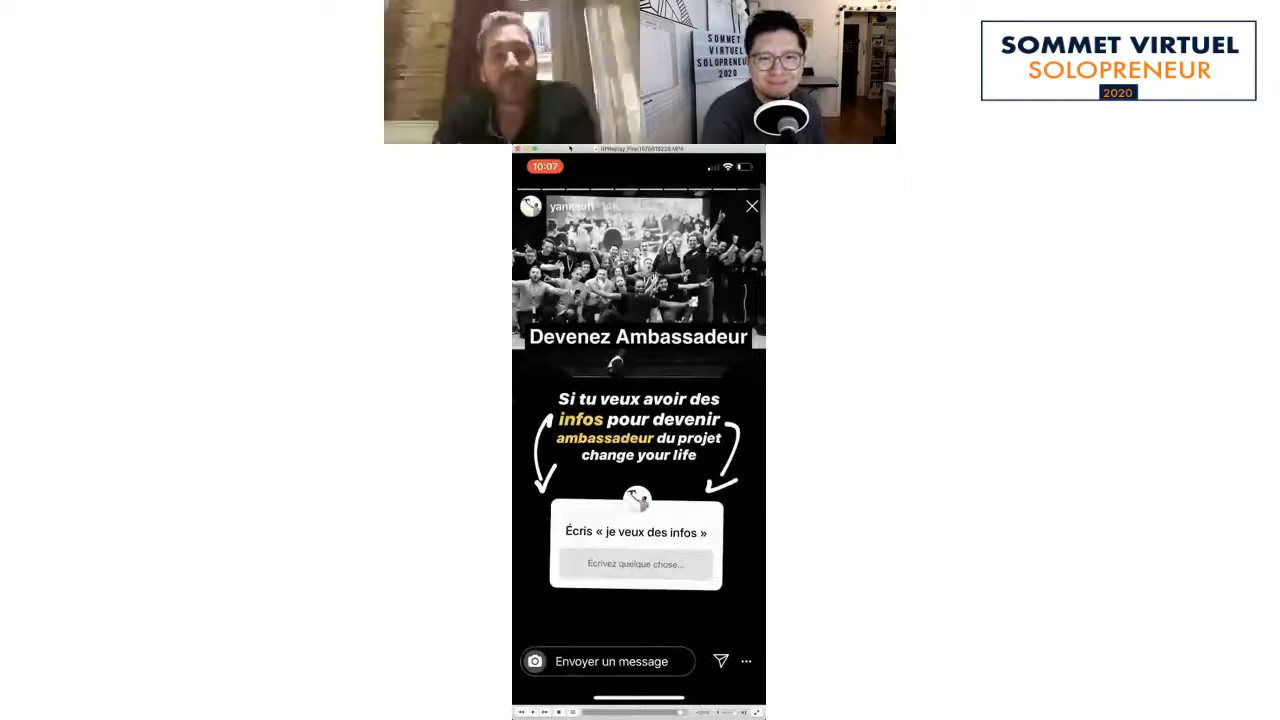 SOMMET
VIRTUEL
SOLOPRENEU
2020
SOMMET VIRTUEL
SOLOPRENEUR
2020
10:07
Devenez Ambassadeur
Si tu veux avoir des
infos pour devenir
ambassadeur du projet
change your life
Écris « je veux des infos »
Écrivez quelque chose...
Envoyer un message